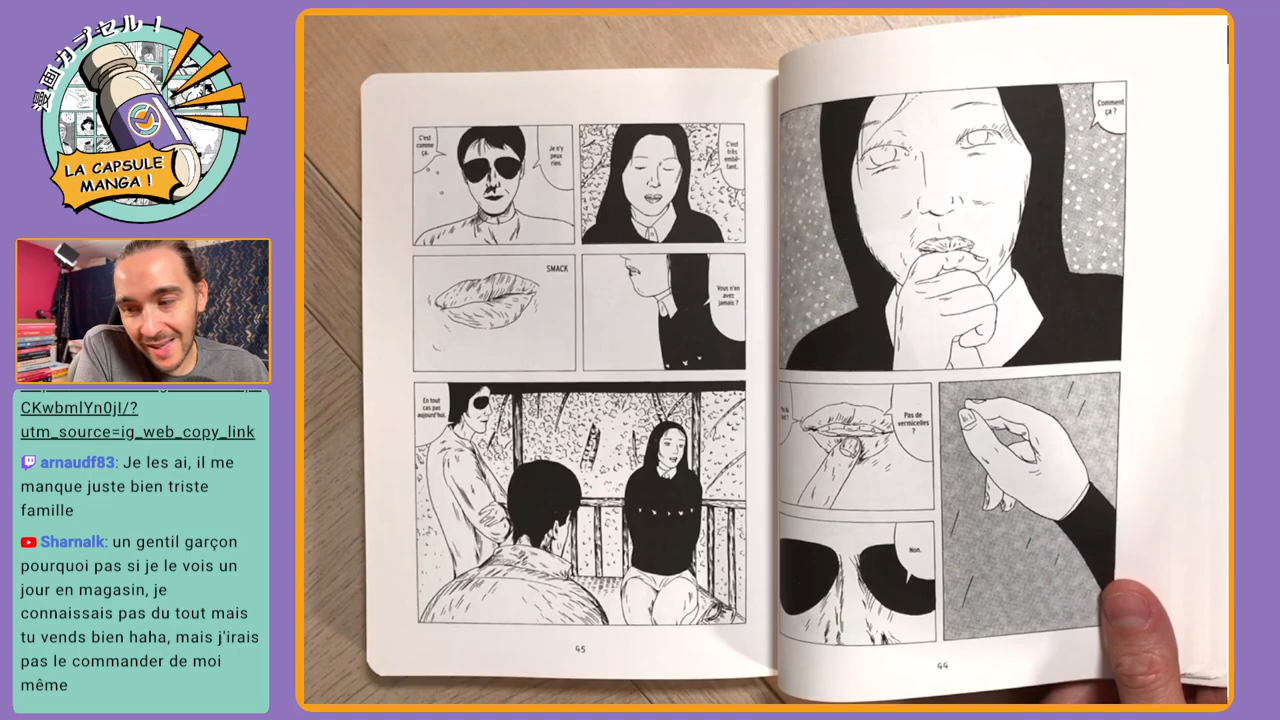 漫画カプセル!
LA CAPSULE
MANGA !
CKwbmlYn0jI/?
utm_source=ig_web_copy_link
arnaudf83: Je les ai, il me
manque juste bien triste
famille
Sharnalk: un gentil garçon
pourquoi pas si je le vois un
jour en magasin, je
connaissais pas du tout mais
tu vends bien haha, mais j'irais
pas le commander de moi
même
Comment
ça ?
Pas de
vermicelles
?
Non.
44
C'est
comme
ça.
Je n'y
peux
rien.
C'est
très
embê-
tant.
SMACK
Vous n'en
avez
jamais ?
En tout
cas pas
aujourd'hui.
45